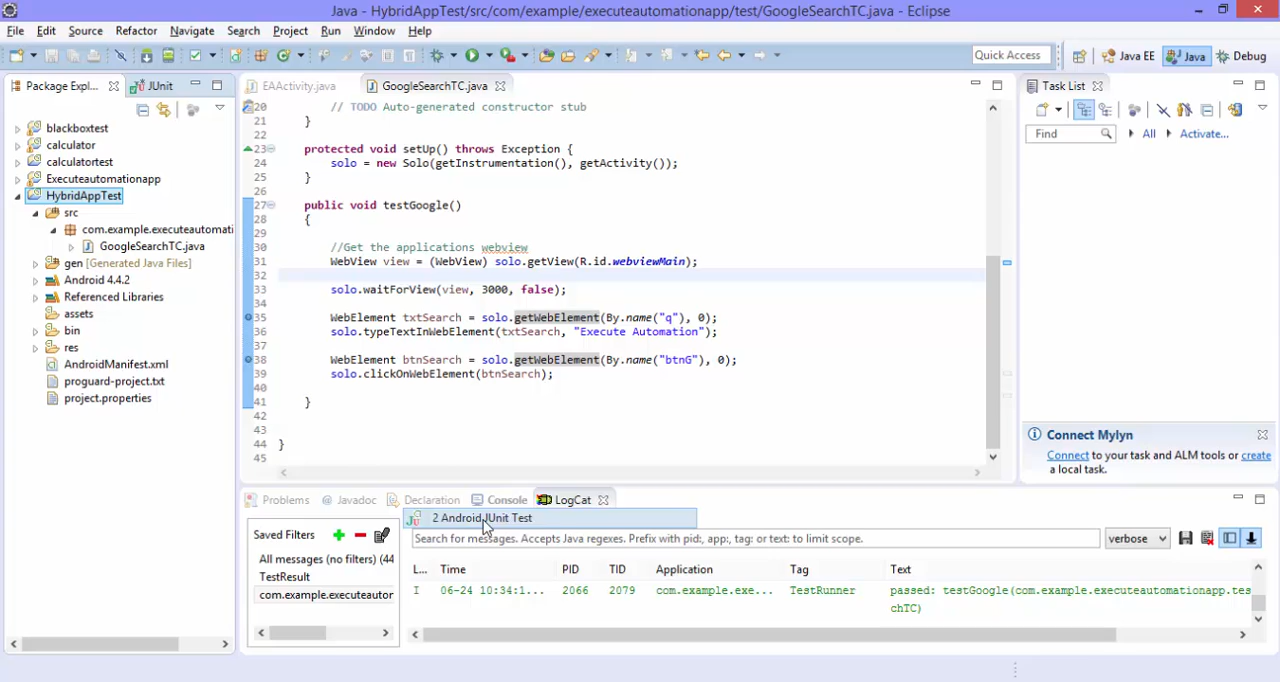 Java - HybridAppTest/src/com/example/executeautomationapp/test/GoogleSearchTC.java - Eclipse
File Edit Source Refactor Navigate Search Project Run Window Help
Quick Access Java EE Java Debug
Package Expl... JUnit
blackboxtest
calculator
calculatortest
Executeautomationapp
HybridAppTest
src
com.example.executeautomati
GoogleSearchTC.java
gen [Generated Java Files]
Android 4.4.2
Referenced Libraries
assets
bin
res
AndroidManifest.xml
proguard-project.txt
project.properties
EAActivity.java GoogleSearchTC.java
20 // TODO Auto-generated constructor stub
21 }
22
23 protected void setUp() throws Exception {
24 solo = new Solo(getInstrumentation(), getActivity());
25 }
26
27 public void testGoogle()
28 {
29
30 //Get the applications webview
31 WebView view = (WebView) solo.getView(R.id.webviewMain);
32
33 solo.waitForView(view, 3000, false);
34
35 WebElement txtSearch = solo.getWebElement(By.name("q"), 0);
36 solo.typeTextInWebElement(txtSearch, "Execute Automation");
37
38 WebElement btnSearch = solo.getWebElement(By.name("btnG"), 0);
39 solo.clickOnWebElement(btnSearch);
40
41 }
42
43
44 }
45
Task List
Find All Activate...
Connect Mylyn
Connect to your task and ALM tools or create
a local task.
Problems Javadoc Declaration Console LogCat
2 Android JUnit Test
Saved Filters
All messages (no filters) (44
TestResult
com.example.executeautor
Search for messages. Accepts Java regexes. Prefix with pid:, app:, tag: or text: to limit scope.
verbose
L... Time PID TID Application Tag Text
I 06-24 10:34:1... 2066 2079 com.example.exe... TestRunner passed: testGoogle(com.example.executeautomationapp.tes
chTC)